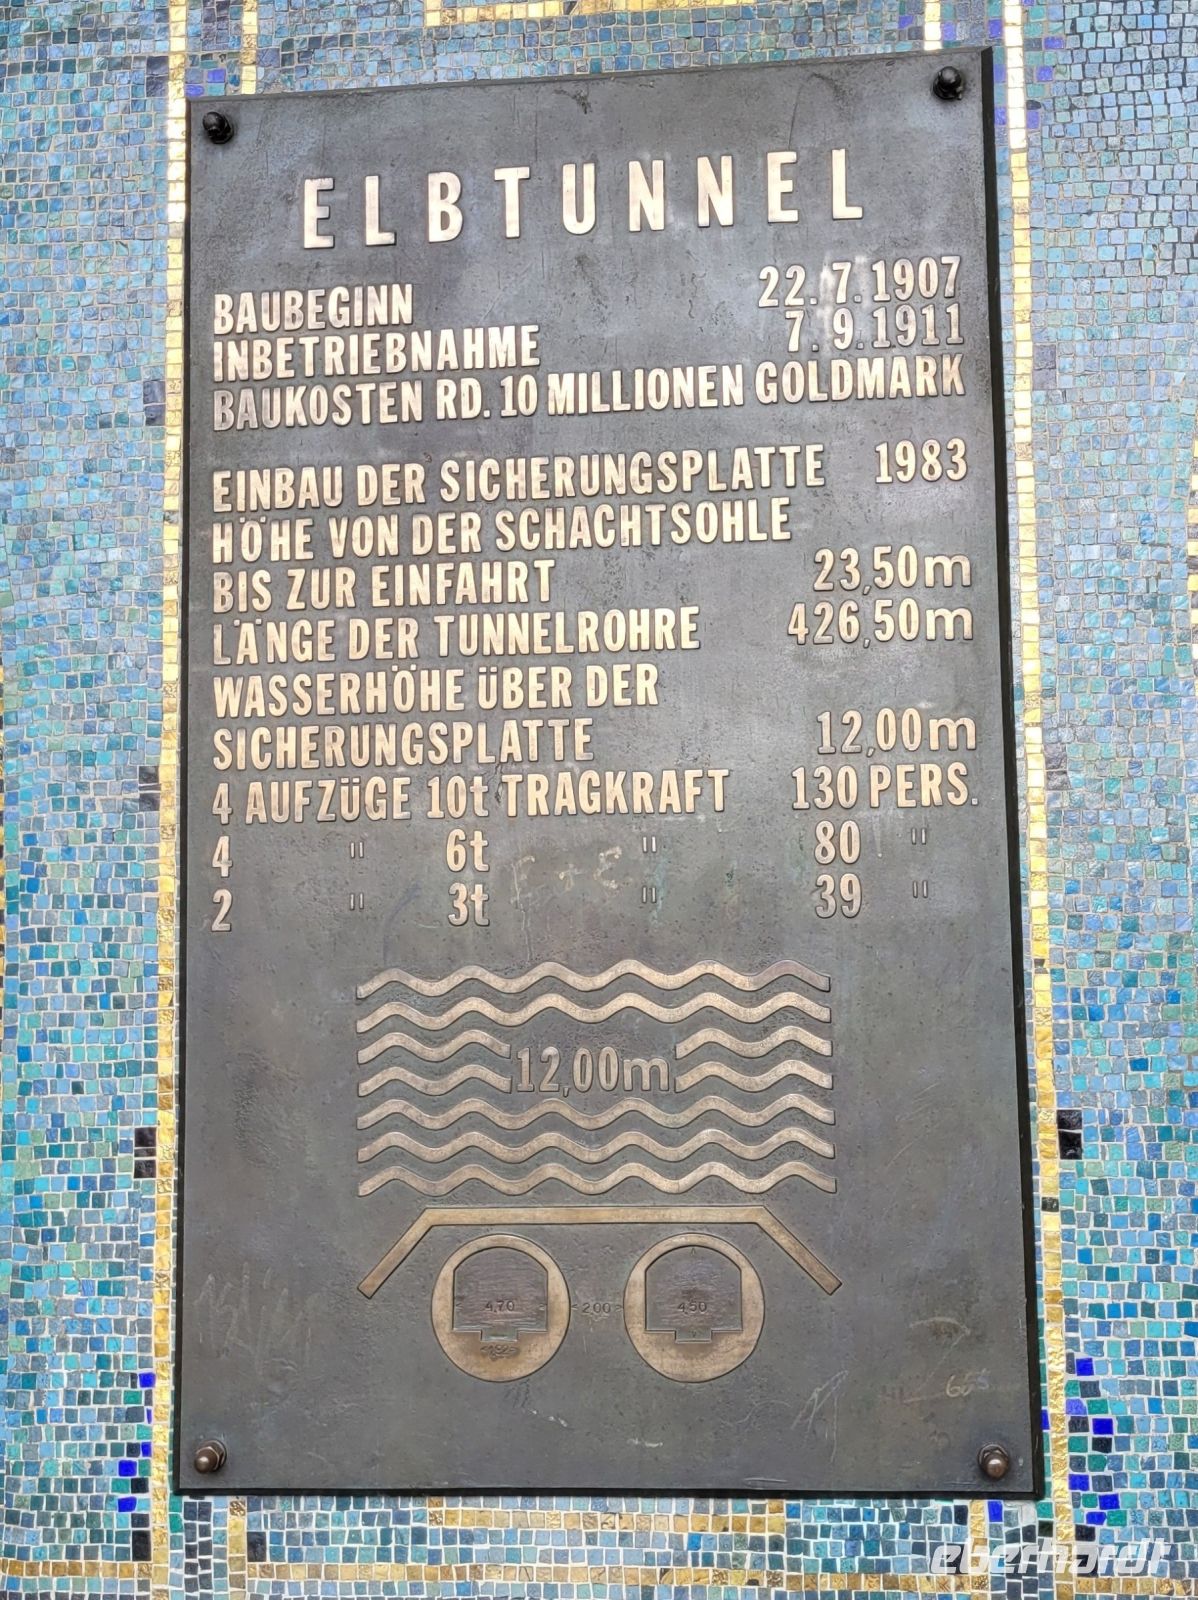 ELBTUNNEL
BAUBEGINN 22.7.1907
INBETRIEBNAHME 7.9.1911
BAUKOSTEN RD. 10 MILLIONEN GOLDMARK
EINBAU DER SICHERUNGSPLATTE 1983
HÖHE VON DER SCHACHTSOHLE
BIS ZUR EINFAHRT 23,50m
LÄNGE DER TUNNELROHRE 426,50m
WASSERHÖHE ÜBER DER
SICHERUNGSPLATTE 12,00m
4 AUFZÜGE 10t TRAGKRAFT 130 PERS.
4 " 6t " 80 "
2 " 3t " 39 "
E + E
12,00m
4,70 200 4,50
eberhardt